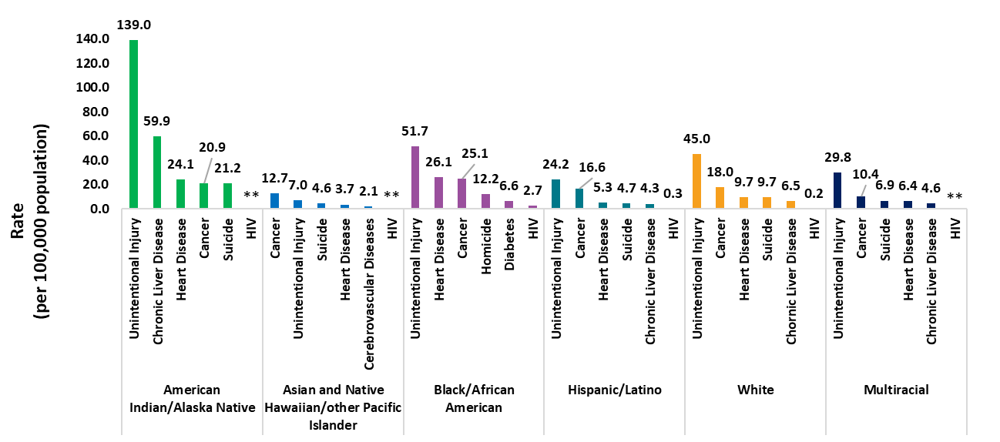 Rate
(per 100,000 population)
140.0
120.0
100.0
80.0
60.0
40.0
20.0
0.0
139.0
59.9
24.1
20.9
21.2
**
12.7
7.0
4.6
3.7
2.1
**
51.7
26.1
25.1
12.2
6.6
2.7
24.2
16.6
5.3
4.7
4.3
0.3
45.0
18.0
9.7
9.7
6.5
0.2
29.8
10.4
6.9
6.4
4.6
**
Unintentional Injury
Chronic Liver Disease
Heart Disease
Cancer
Suicide
HIV
Cancer
Unintentional Injury
Suicide
Heart Disease
Cerebrovascular Diseases
HIV
Unintentional Injury
Heart Disease
Cancer
Homicide
Diabetes
HIV
Unintentional Injury
Cancer
Heart Disease
Suicide
Chronic Liver Disease
HIV
Unintentional Injury
Cancer
Heart Disease
Suicide
Chornic Liver Disease
HIV
Unintentional Injury
Cancer
Suicide
Heart Disease
Chronic Liver Disease
HIV
American
Indian/Alaska Native
Asian and Native
Hawaiian/other Pacific
Islander
Black/African
American
Hispanic/Latino
White
Multiracial